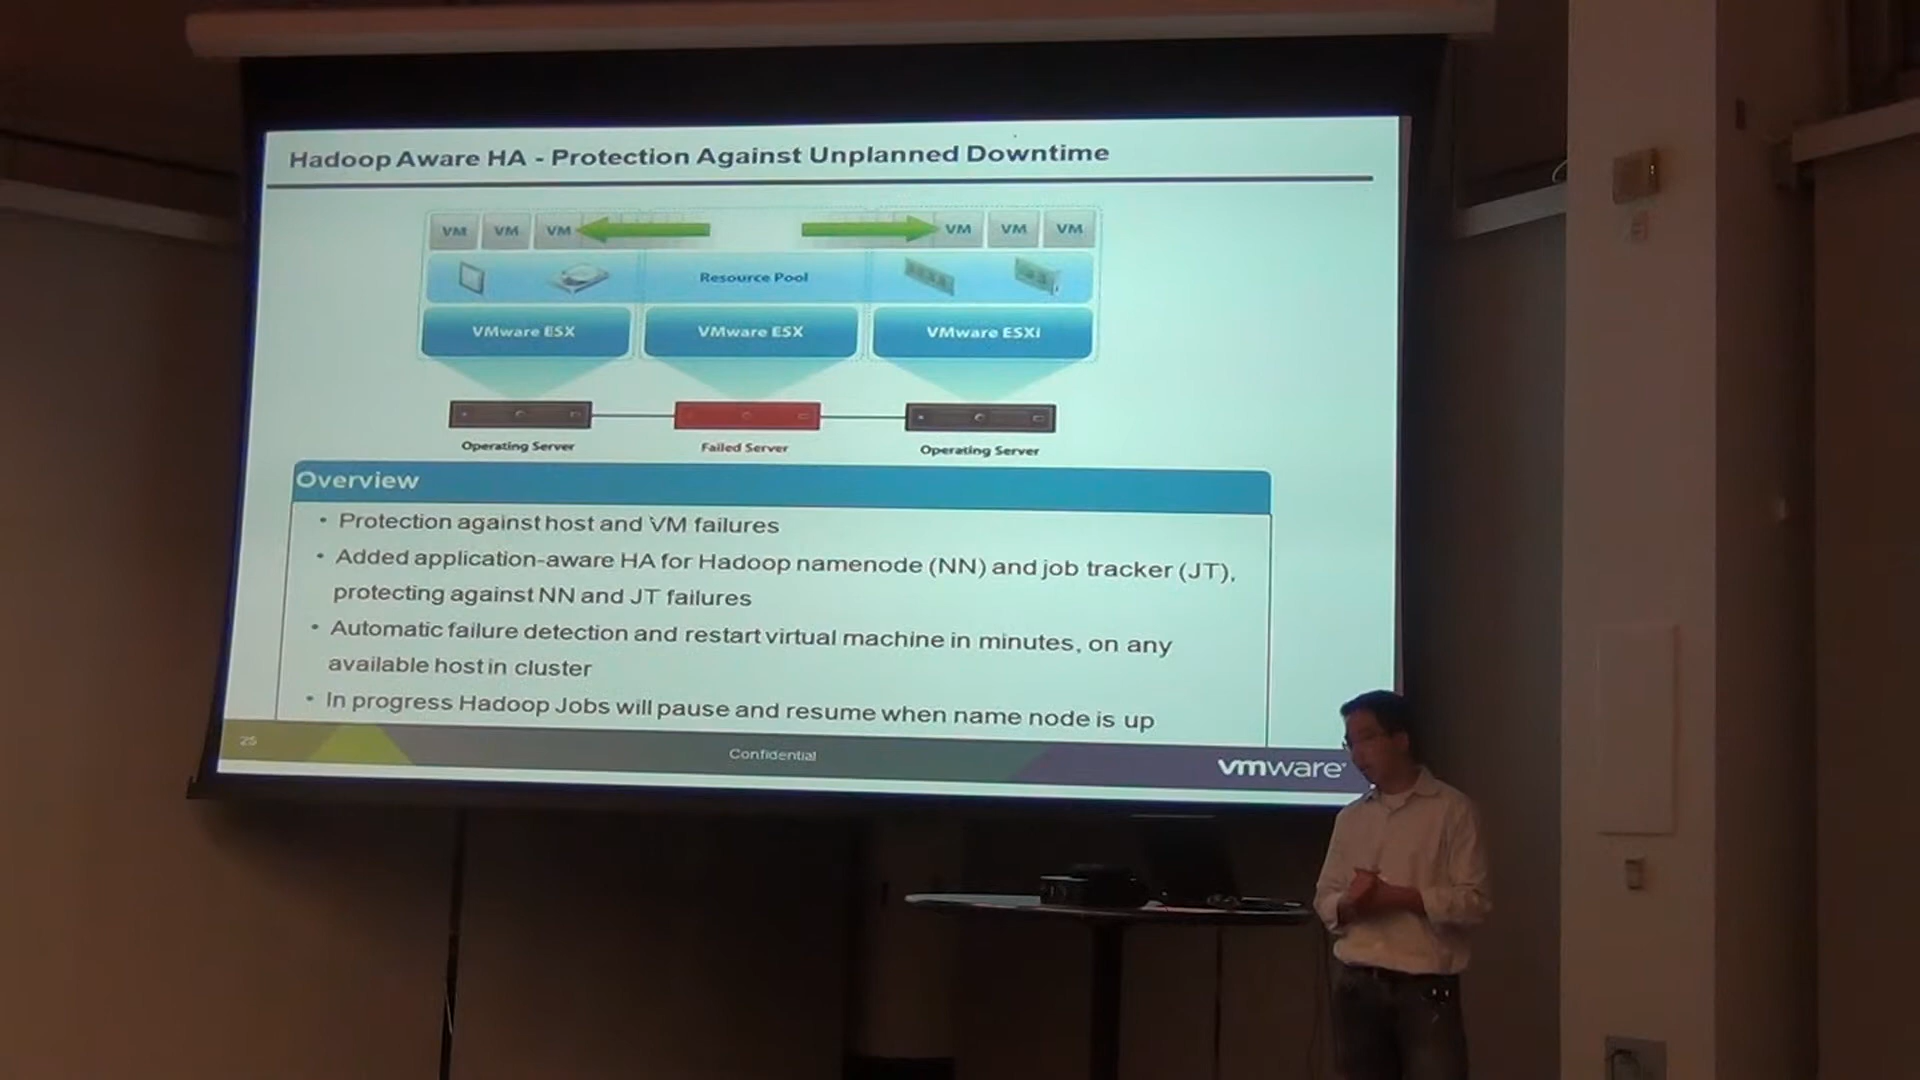 Hadoop Aware HA - Protection Against Unplanned Downtime
VM VM VM VM VM VM
Resource Pool
VMware ESX VMware ESX VMware ESXi
Operating Server Failed Server Operating Server
Overview
• Protection against host and VM failures
• Added application-aware HA for Hadoop namenode (NN) and job tracker (JT),
protecting against NN and JT failures
• Automatic failure detection and restart virtual machine in minutes, on any
available host in cluster
• In progress Hadoop Jobs will pause and resume when name node is up
25
Confidential
vmware